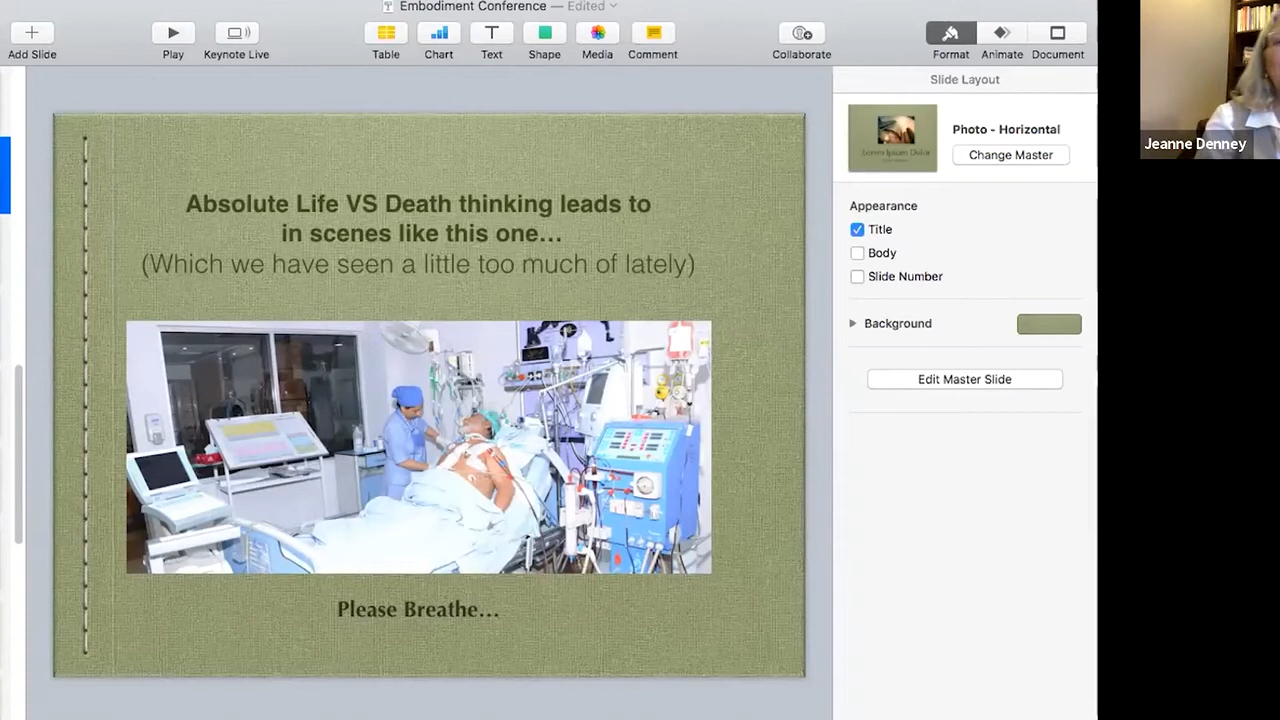 Embodiment Conference — Edited
Add Slide
Play
Keynote Live
Table
Chart
Text
Shape
Media
Comment
Collaborate
Format
Animate
Document
Slide Layout
Photo - Horizontal
Change Master
Lorem Ipsum Dolor
Appearance
Title
Body
Slide Number
Background
Edit Master Slide
Absolute Life VS Death thinking leads to
in scenes like this one…
(Which we have seen a little too much of lately)
Please Breathe…
Jeanne Denney